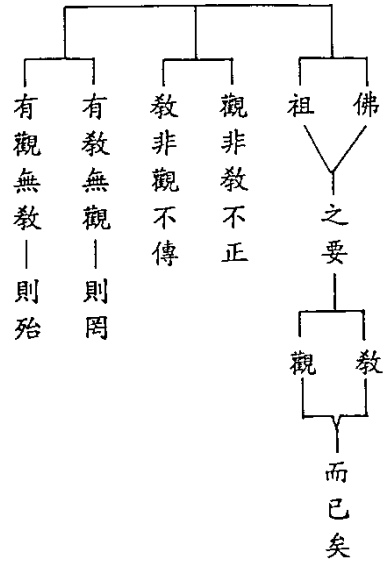 佛
祖
之要
教
觀
而已矣
觀非教不正
教非觀不傳
有教無觀｜則罔
有觀無教｜則殆